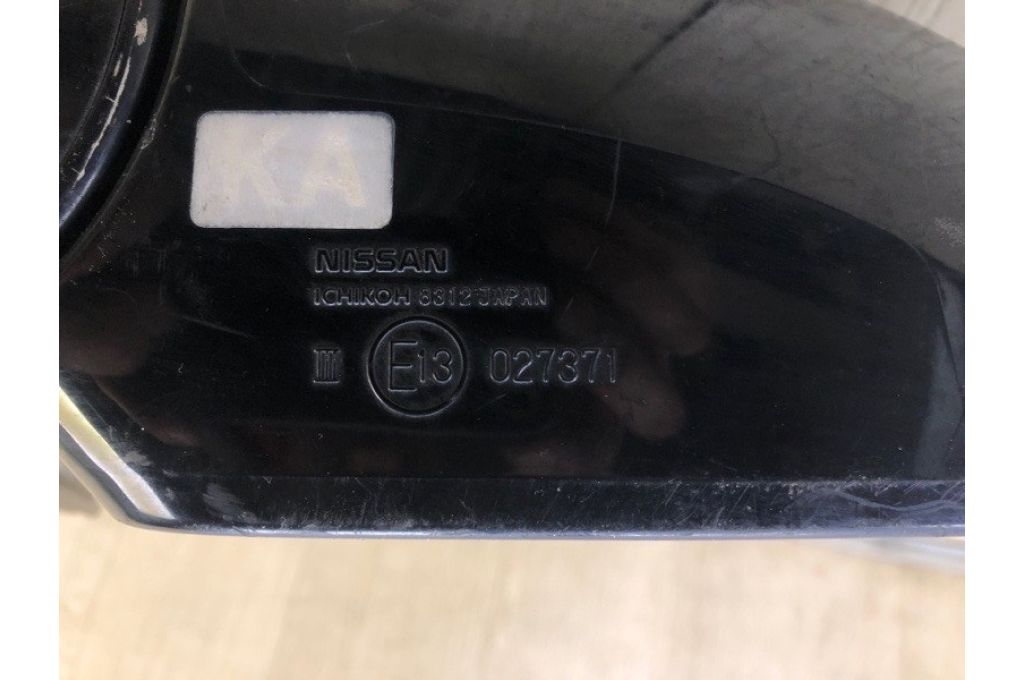 KA
NISSAN
ICHIKOH 8312 JAPAN
III E13 027371